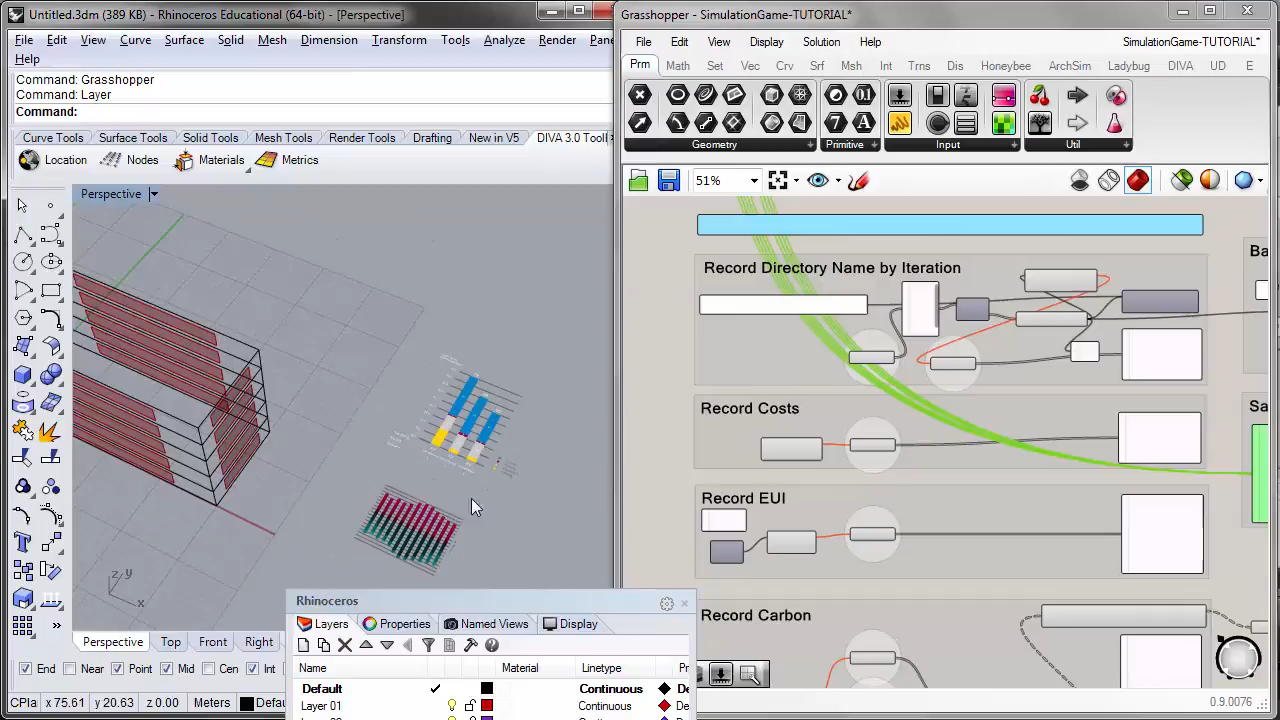 Untitled.3dm (389 KB) - Rhinoceros Educational (64-bit) - [Perspective]
File Edit View Curve Surface Solid Mesh Dimension Transform Tools Analyze Render Pane
Help
Command: Grasshopper
Command: Layer
Command:
Curve Tools Surface Tools Solid Tools Mesh Tools Render Tools Drafting New in V5 DIVA 3.0 Toolb
Location Nodes Materials Metrics
Perspective
z y
x
Perspective Top Front Right
End Near Point Mid Cen Int
CPla x 75.61 y 20.63 z 0.00 Meters Defau
Rhinoceros
Layers Properties Named Views Display
Name Material Linetype
Default Continuous De
Layer 01 Continuous De
Grasshopper - SimulationGame-TUTORIAL*
File Edit View Display Solution Help SimulationGame-TUTORIAL*
Prm Math Set Vec Crv Srf Msh Int Trns Dis Honeybee ArchSim Ladybug DIVA UD E
Geometry Primitive Input Util
51%
Record Directory Name by Iteration
Ba
Record Costs
Sa
Record EUI
Record Carbon
0.9.0076